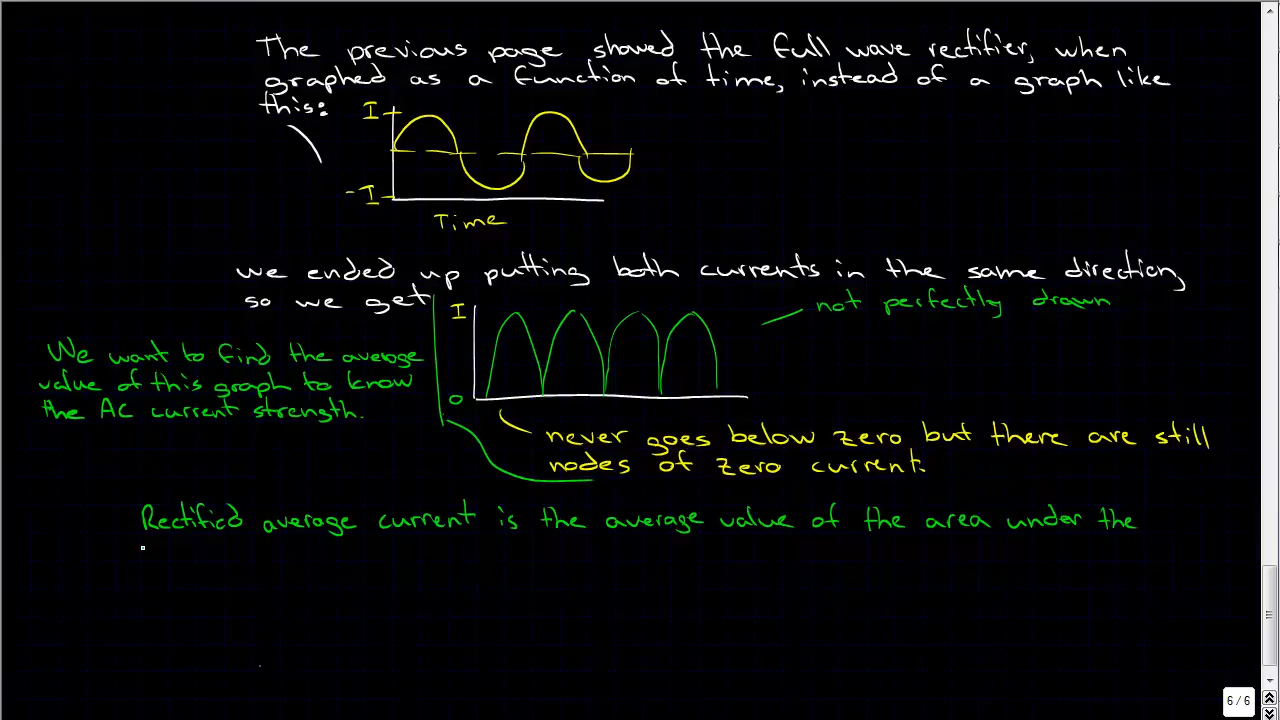 The previous page showed the full wave rectifier, when
graphed as a function of time, instead of a graph like
this:
I
-I
Time
we ended up putting both currents in the same direction,
so we get
I
not perfectly drawn
We want to find the average
value of this graph to know
the AC current strength.
0
never goes below zero but there are still
nodes of zero current.
Rectified average current is the average value of the area under the
6/6